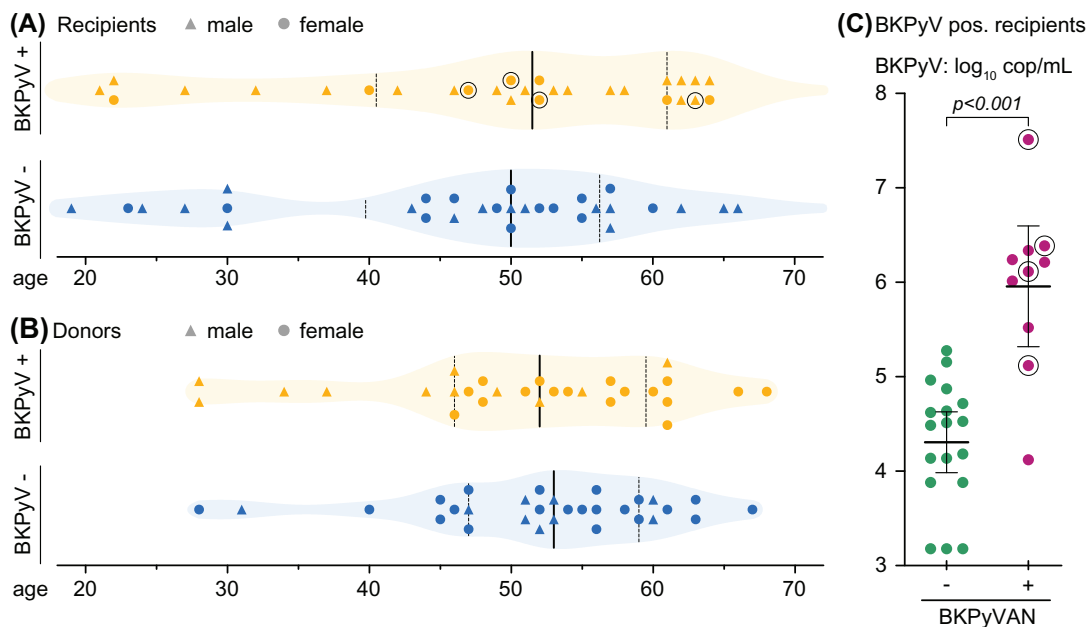 (A) Recipients male female
BKPyV +
BKPyV -
age 20 30 40 50 60 70
(B) Donors male female
BKPyV +
BKPyV -
age 20 30 40 50 60 70
(C) BKPyV pos. recipients
BKPyV: log₁₀ cop/mL
8
p<0.001
7
6
5
4
3
- +
BKPyVAN